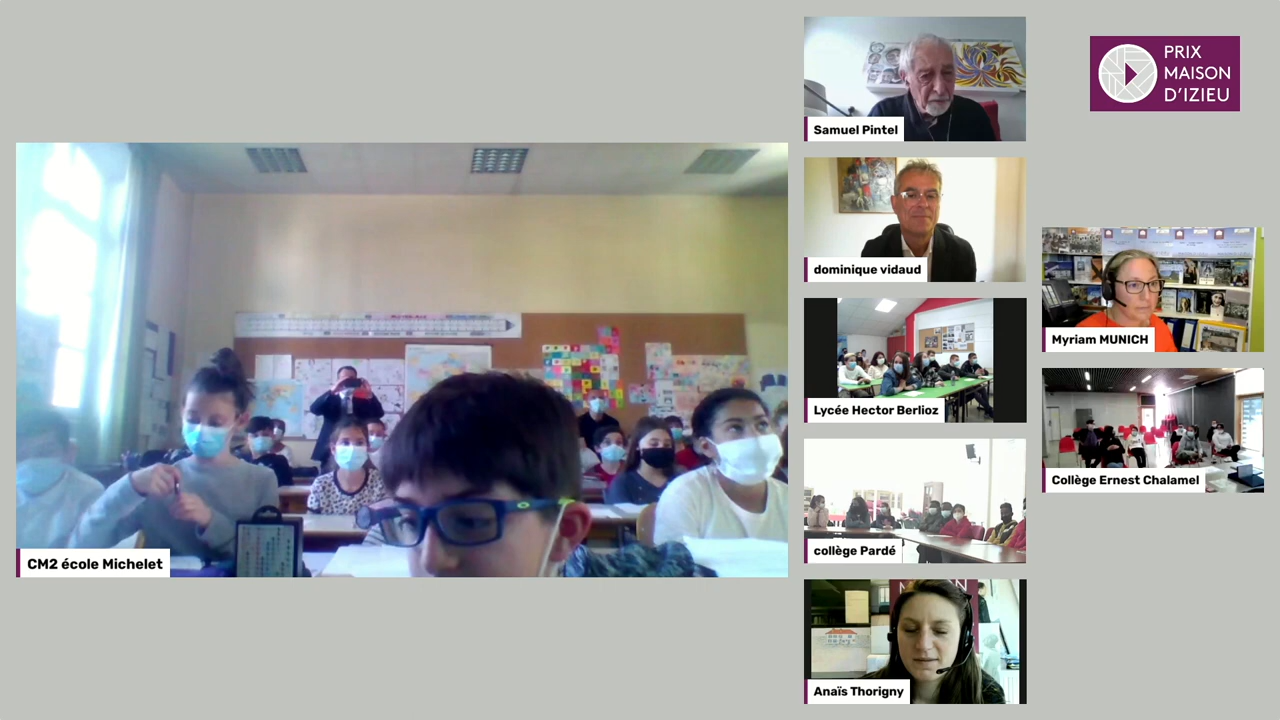 CM2 école Michelet
Samuel Pintel
dominique vidaud
Lycée Hector Berlioz
collège Pardé
Anaïs Thorigny
PRIX
MAISON
D'IZIEU
Myriam MUNICH
Collège Ernest Chalamel